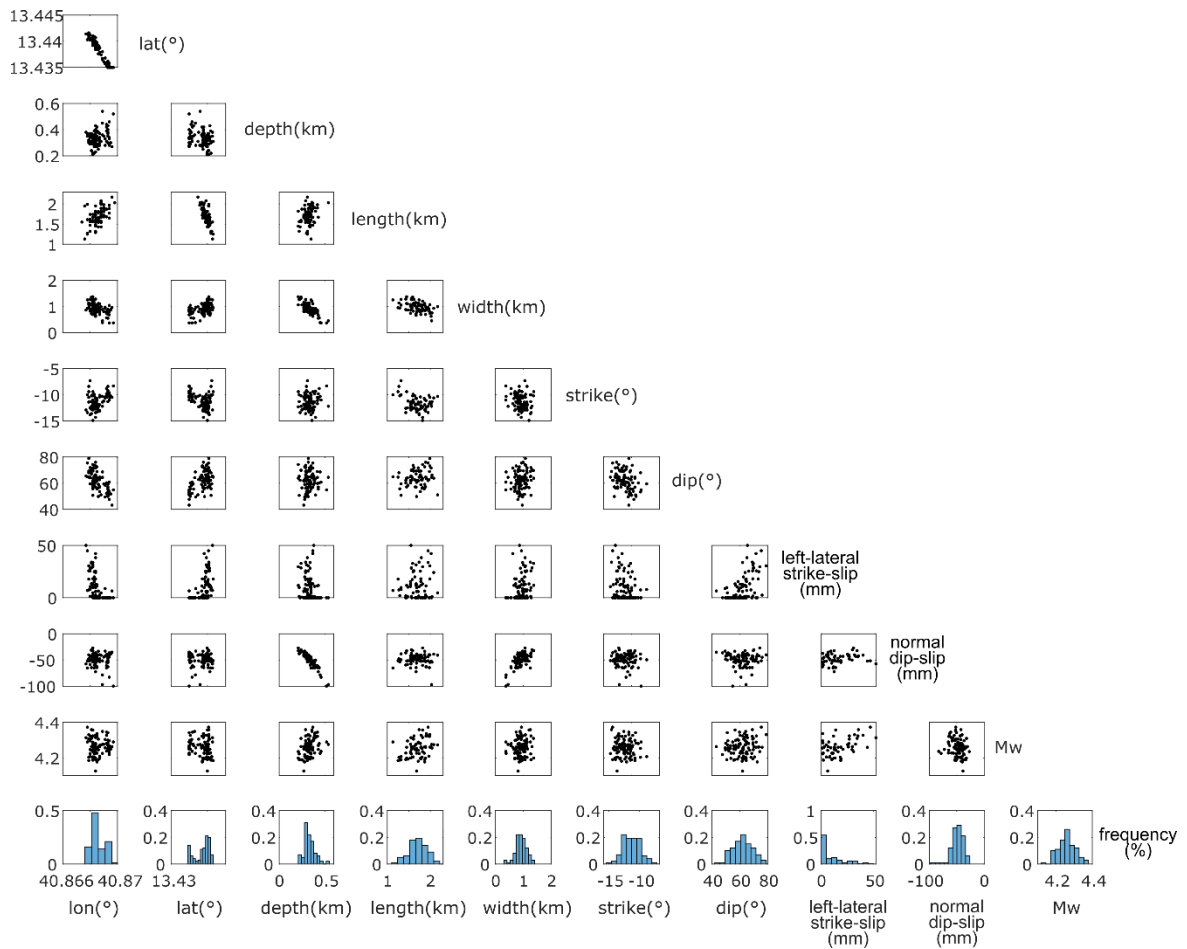 13.445
13.44
13.435
lat(°)
0.6
0.4
0.2
depth(km)
2
1.5
1
length(km)
2
1
0
width(km)
-5
-10
-15
strike(°)
80
60
40
dip(°)
50
0
left-lateral
strike-slip
(mm)
0
-50
-100
normal
dip-slip
(mm)
4.4
4.2
Mw
0.5 0.4 0.4 0.4 0.4 0.4 0.4 1 0.4 0.4
0.2 0.2 0.2 0.2 0.2 0.2 0.5 0.2 0.2
0 0 0 0 0 0 0 0 0 0
frequency
(%)
40.866 40.87 13.43 0 0.5 1 2 0 1 2 -15 -10 40 60 80 0 50 -100 0 4.2 4.4
lon(°) lat(°) depth(km) length(km) width(km) strike(°) dip(°) left-lateral normal Mw
strike-slip dip-slip
(mm) (mm)